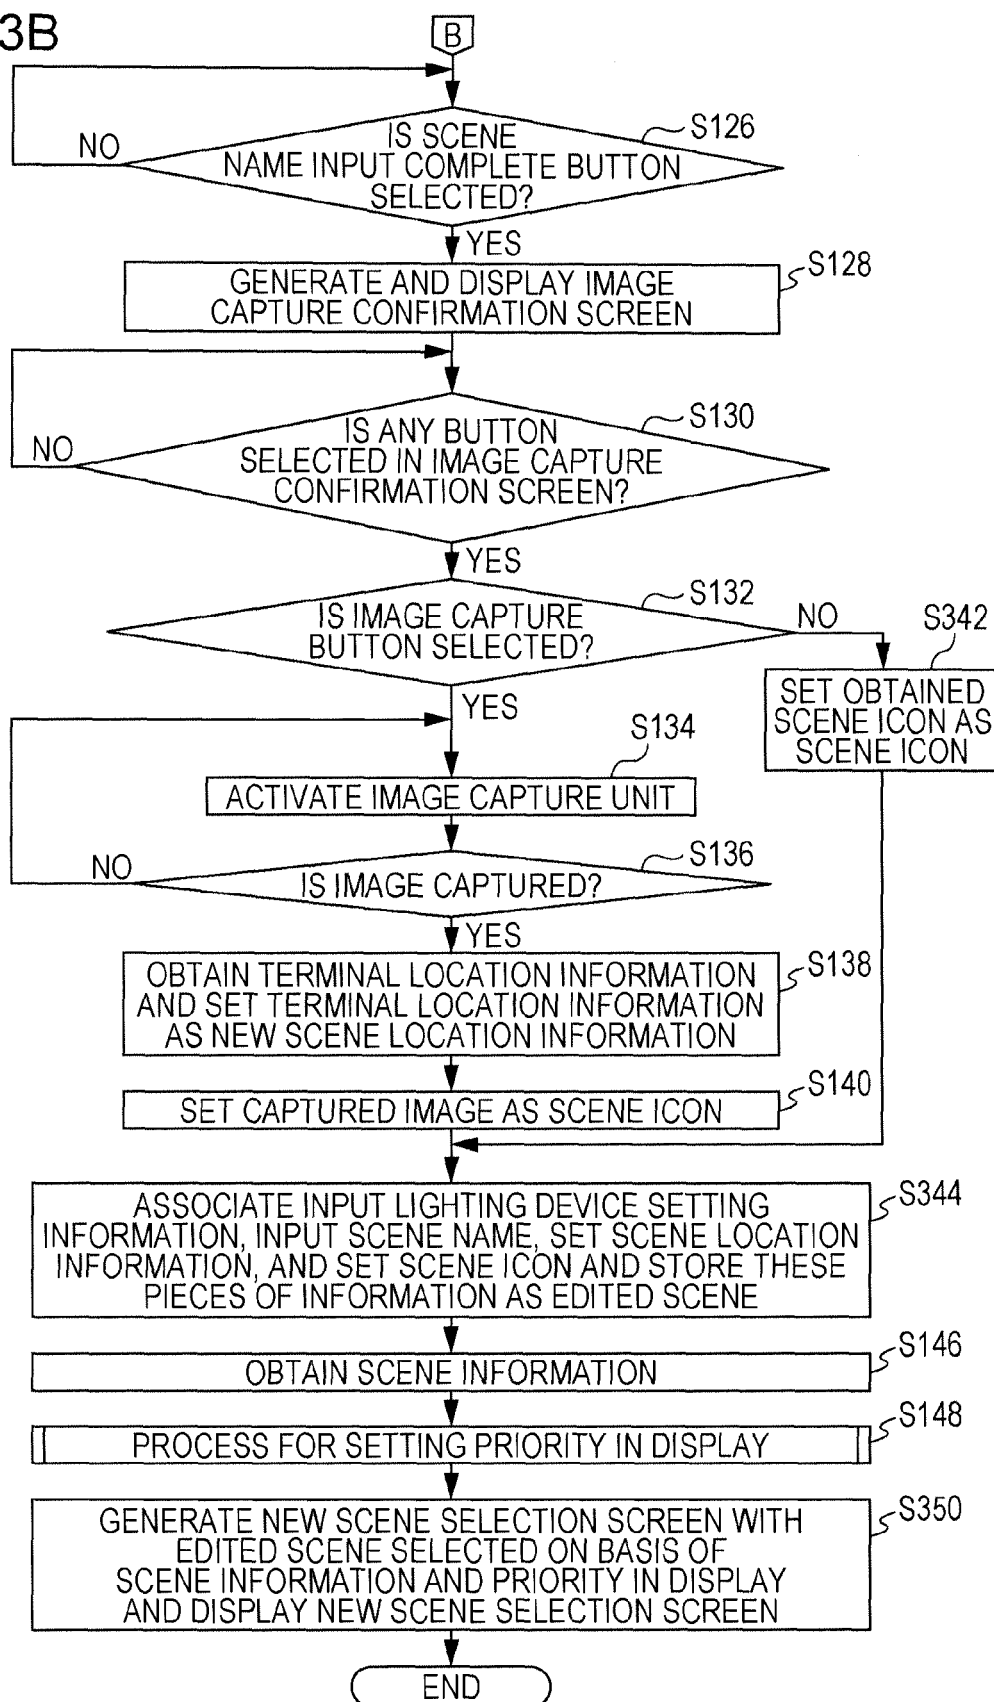 3B
B
IS SCENE
NAME INPUT COMPLETE BUTTON
SELECTED?
S126
NO
YES
GENERATE AND DISPLAY IMAGE
CAPTURE CONFIRMATION SCREEN
S128
IS ANY BUTTON
SELECTED IN IMAGE CAPTURE
CONFIRMATION SCREEN?
S130
NO
YES
IS IMAGE CAPTURE
BUTTON SELECTED?
S132
NO
S342
SET OBTAINED
SCENE ICON AS
SCENE ICON
YES
S134
ACTIVATE IMAGE CAPTURE UNIT
S136
NO
IS IMAGE CAPTURED?
YES
OBTAIN TERMINAL LOCATION INFORMATION
AND SET TERMINAL LOCATION INFORMATION
AS NEW SCENE LOCATION INFORMATION
S138
SET CAPTURED IMAGE AS SCENE ICON
S140
ASSOCIATE INPUT LIGHTING DEVICE SETTING
INFORMATION, INPUT SCENE NAME, SET SCENE LOCATION
INFORMATION, AND SET SCENE ICON AND STORE THESE
PIECES OF INFORMATION AS EDITED SCENE
S344
OBTAIN SCENE INFORMATION
S146
PROCESS FOR SETTING PRIORITY IN DISPLAY
S148
GENERATE NEW SCENE SELECTION SCREEN WITH
EDITED SCENE SELECTED ON BASIS OF
SCENE INFORMATION AND PRIORITY IN DISPLAY
AND DISPLAY NEW SCENE SELECTION SCREEN
S350
END